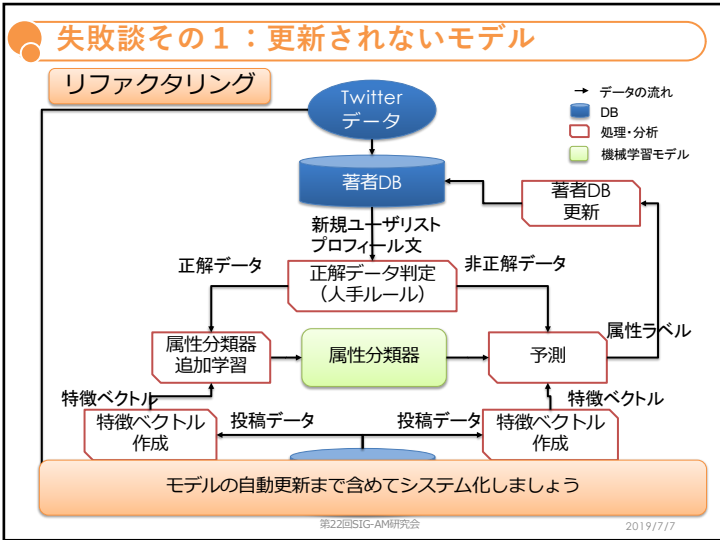 失敗談その１：更新されないモデル
リファクタリング
Twitter
データ
データの流れ
DB
処理・分析
機械学習モデル
著者DB
著者DB
更新
新規ユーザリスト
プロフィール文
正解データ
正解データ判定
（人手ルール）
非正解データ
属性分類器
追加学習
属性分類器
予測
属性ラベル
特徴ベクトル
特徴ベクトル
特徴ベクトル
作成
投稿データ
投稿データ
特徴ベクトル
作成
モデルの自動更新まで含めてシステム化しましょう
第22回SIG-AM研究会
2019/7/7